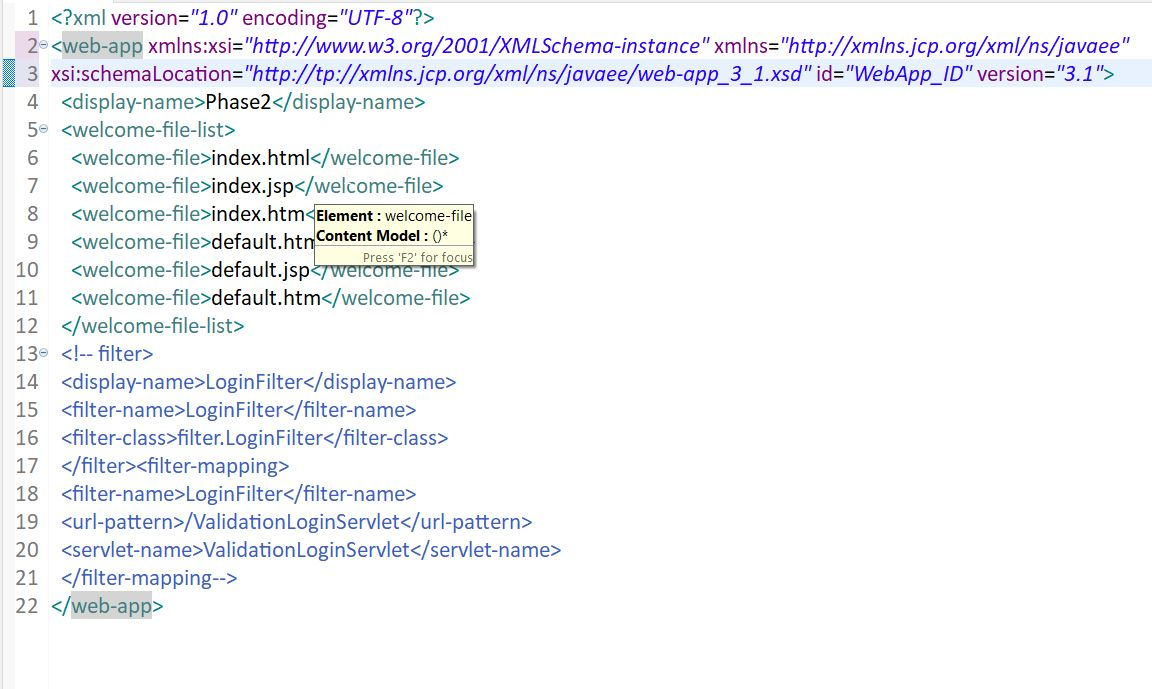 1 <?xml version="1.0" encoding="UTF-8"?>
2 <web-app xmlns:xsi="http://www.w3.org/2001/XMLSchema-instance" xmlns="http://xmlns.jcp.org/xml/ns/javaee"
3 xsi:schemaLocation="http://tp://xmlns.jcp.org/xml/ns/javaee/web-app_3_1.xsd" id="WebApp_ID" version="3.1">
4 <display-name>Phase2</display-name>
5 <welcome-file-list>
6 <welcome-file>index.html</welcome-file>
7 <welcome-file>index.jsp</welcome-file>
8 <welcome-file>index.htm<
9 <welcome-file>default.htm
10 <welcome-file>default.jsp</welcome-file>
11 <welcome-file>default.htm</welcome-file>
12 </welcome-file-list>
13 <!-- filter>
14 <display-name>LoginFilter</display-name>
15 <filter-name>LoginFilter</filter-name>
16 <filter-class>filter.LoginFilter</filter-class>
17 </filter><filter-mapping>
18 <filter-name>LoginFilter</filter-name>
19 <url-pattern>/ValidationLoginServlet</url-pattern>
20 <servlet-name>ValidationLoginServlet</servlet-name>
21 </filter-mapping-->
22 </web-app>
Element : welcome-file
Content Model : ()*
Press 'F2' for focus